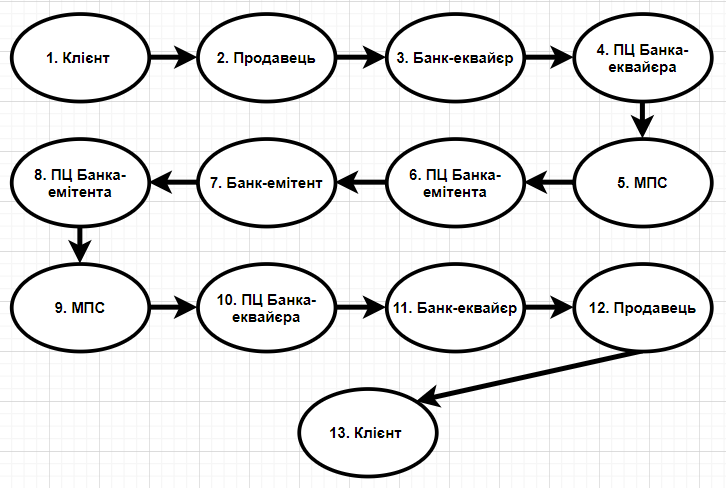 1. Клієнт
2. Продавець
3. Банк-еквайєр
4. ПЦ Банка-
еквайєра
8. ПЦ Банка-
емітента
7. Банк-емітент
6. ПЦ Банка-
емітента
5. МПС
9. МПС
10. ПЦ Банка-
еквайєра
11. Банк-еквайєр
12. Продавець
13. Клієнт